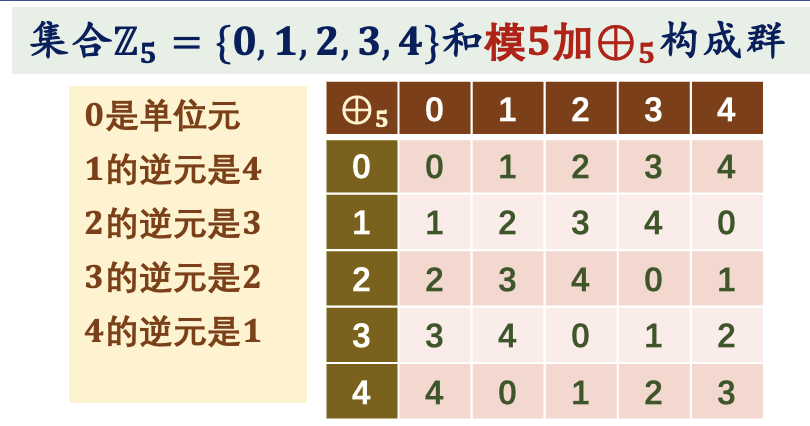 集合ℤ₅ = {0, 1, 2, 3, 4}和模5加⊕₅构成群
0是单位元
1的逆元是4
2的逆元是3
3的逆元是2
4的逆元是1
⊕₅ 0 1 2 3 4
0 0 1 2 3 4
1 1 2 3 4 0
2 2 3 4 0 1
3 3 4 0 1 2
4 4 0 1 2 3